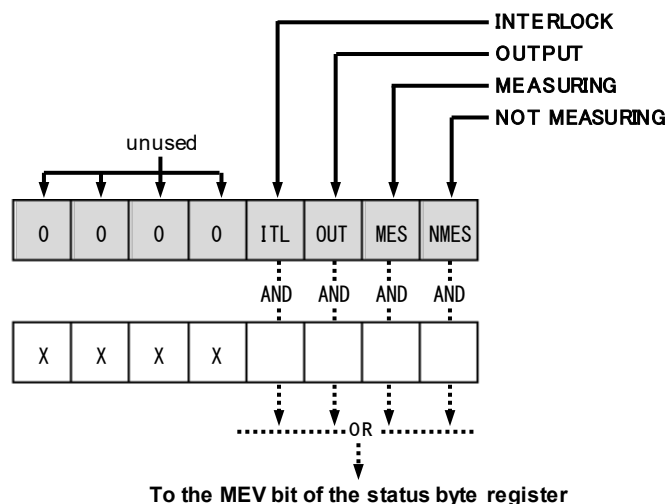 INTERLOCK
OUTPUT
MEASURING
NOT MEASURING
unused
0 0 0 0 ITL OUT MES NMES
AND AND AND AND
X X X X
OR
To the MEV bit of the status byte register